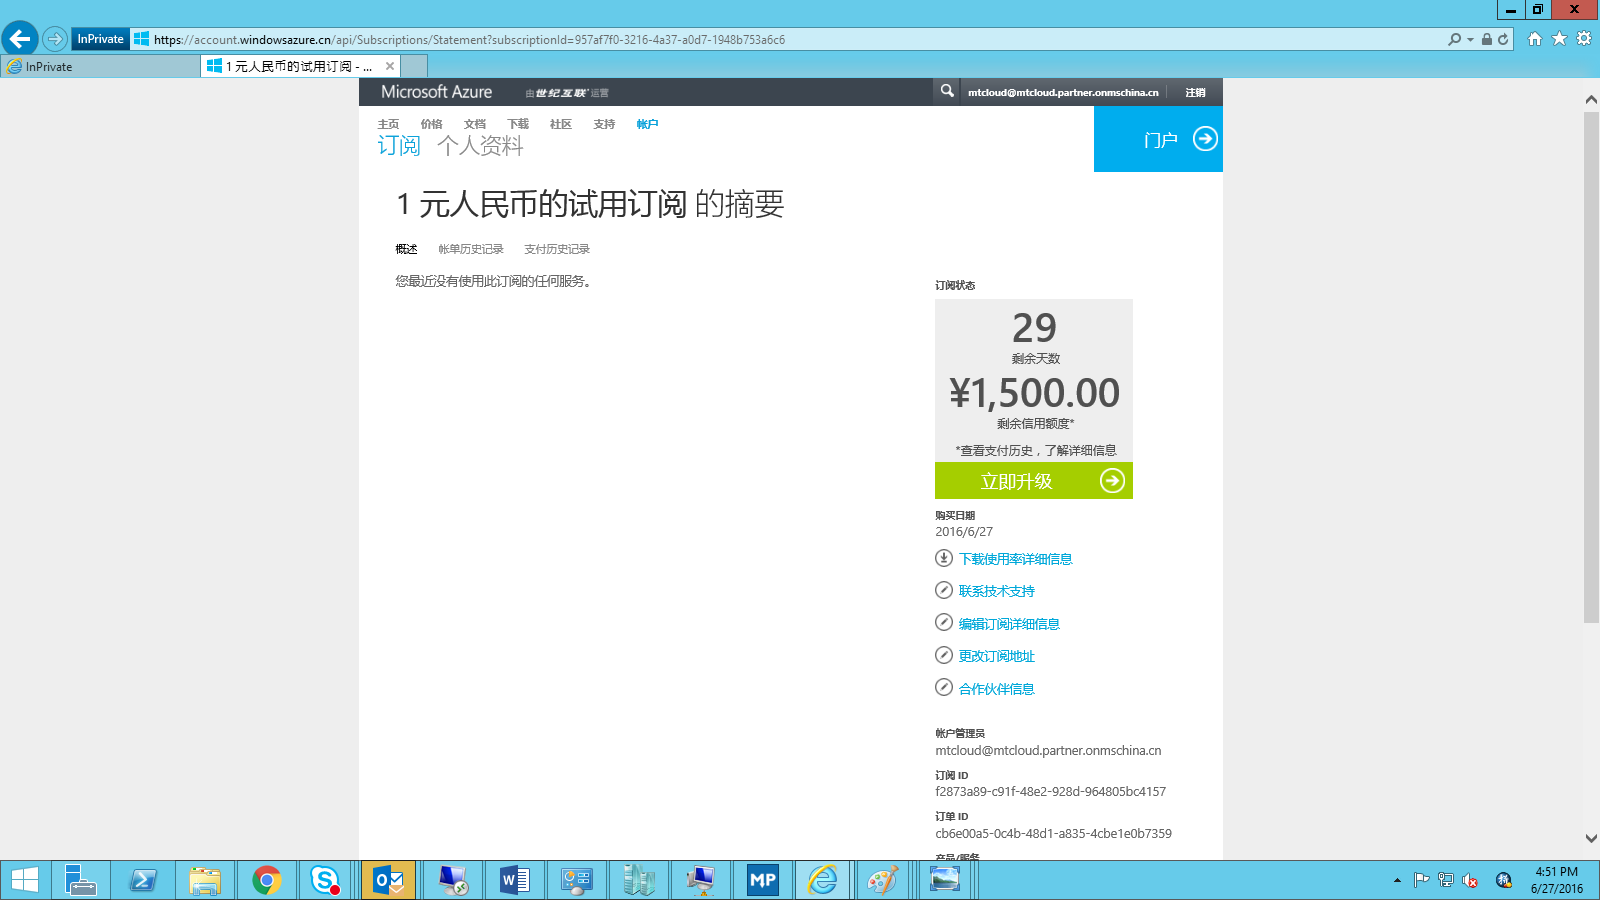 InPrivate
https://account.windowsazure.cn/api/Subscriptions/Statement?subscriptionId=957af7f0-3216-4a37-a0d7-1948b753a6c6
InPrivate
1 元人民币的试用订阅 - ...
Microsoft Azure
由世纪互联运营
mtcloud@mtcloud.partner.onmschina.cn
注销
主页 价格 文档 下载 社区 支持 帐户
订阅 个人资料
门户
1 元人民币的试用订阅 的摘要
概述 帐单历史记录 支付历史记录
您最近没有使用此订阅的任何服务。
订阅状态
29
剩余天数
¥1,500.00
剩余信用额度*
*查看支付历史，了解详细信息
立即升级
购买日期
2016/6/27
下载使用率详细信息
联系技术支持
编辑订阅详细信息
更改订阅地址
合作伙伴信息
帐户管理员
mtcloud@mtcloud.partner.onmschina.cn
订阅 ID
f2873a89-c91f-48e2-928d-964805bc4157
订单 ID
cb6e00a5-0c4b-48d1-a835-4cbe1e0b7359
产品/服务
MP
4:51 PM
6/27/2016